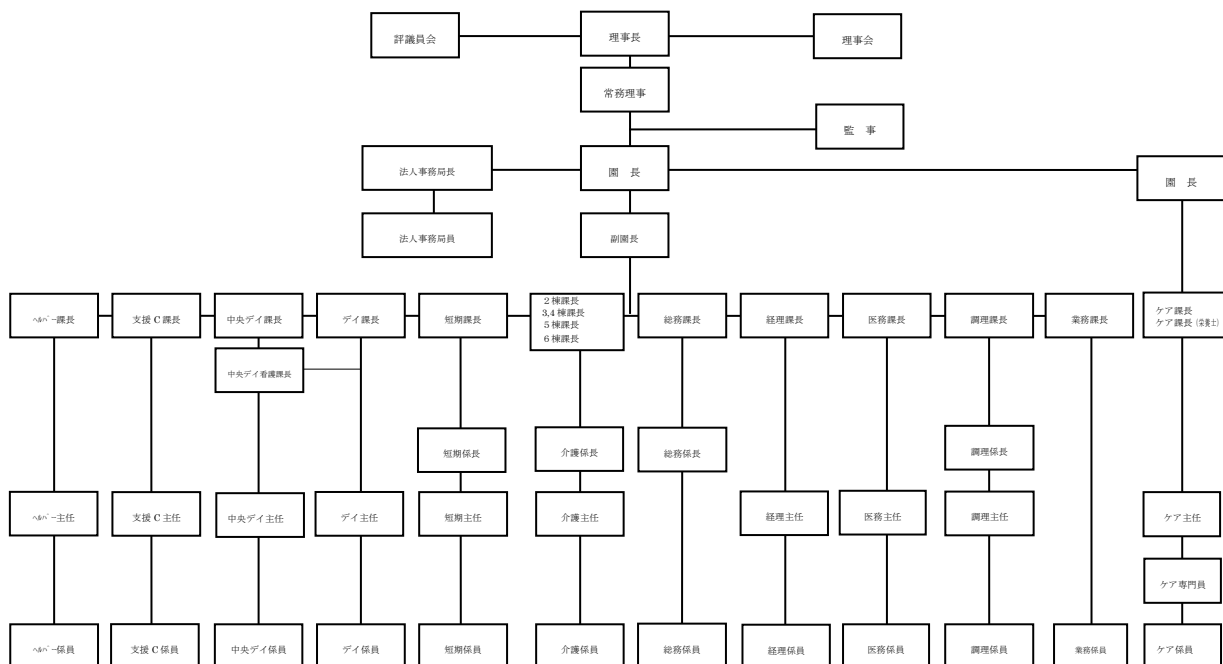 評議員会
理事長
理事会
常務理事
監　事
法人事務局長
園　長
園　長
法人事務局員
副園長
ﾍﾙﾊﾟｰ課長
支援 C 課長
中央デイ課長
デイ課長
短期課長
2 棟課長
3,4 棟課長
5 棟課長
6 棟課長
総務課長
経理課長
医務課長
調理課長
業務課長
ケア課長
ケア課長 (栄養士)
中央デイ看護課長
短期係長
介護係長
総務係長
調理係長
ﾍﾙﾊﾟｰ主任
支援 C 主任
中央デイ主任
デイ主任
短期主任
介護主任
経理主任
医務主任
調理主任
ケア主任
ケア専門員
ﾍﾙﾊﾟｰ係員
支援 C 係員
中央デイ係員
デイ係員
短期係員
介護係員
総務係員
経理係員
医務係員
調理係員
業務係員
ケア係員